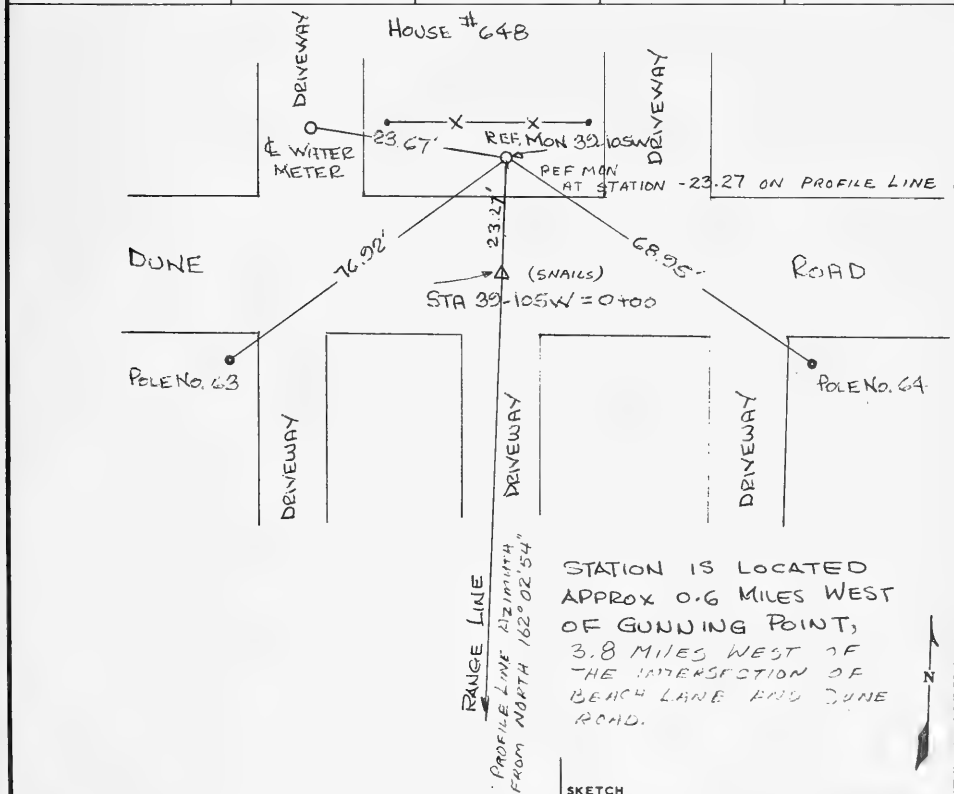 HOUSE #648
DRIVEWAY
DRIVEWAY
℄ WATER
METER
23.67'
REF. MON 39-105W
REF MON
AT STATION -23.27 ON PROFILE LINE
23.27'
DUNE
76.92'
(SNAILS)
68.95'
ROAD
STA 39-105W = 0+00
POLE NO. 63
POLE NO. 64
DRIVEWAY
DRIVEWAY
DRIVEWAY
RANGE LINE
PROFILE LINE AZIMUTH
FROM NORTH 162° 02' 54"
STATION IS LOCATED
APPROX 0.6 MILES WEST
OF GUNNING POINT,
3.8 MILES WEST OF
THE INTERSECTION OF
BEACH LANE AND DUNE
ROAD.
N
SKETCH